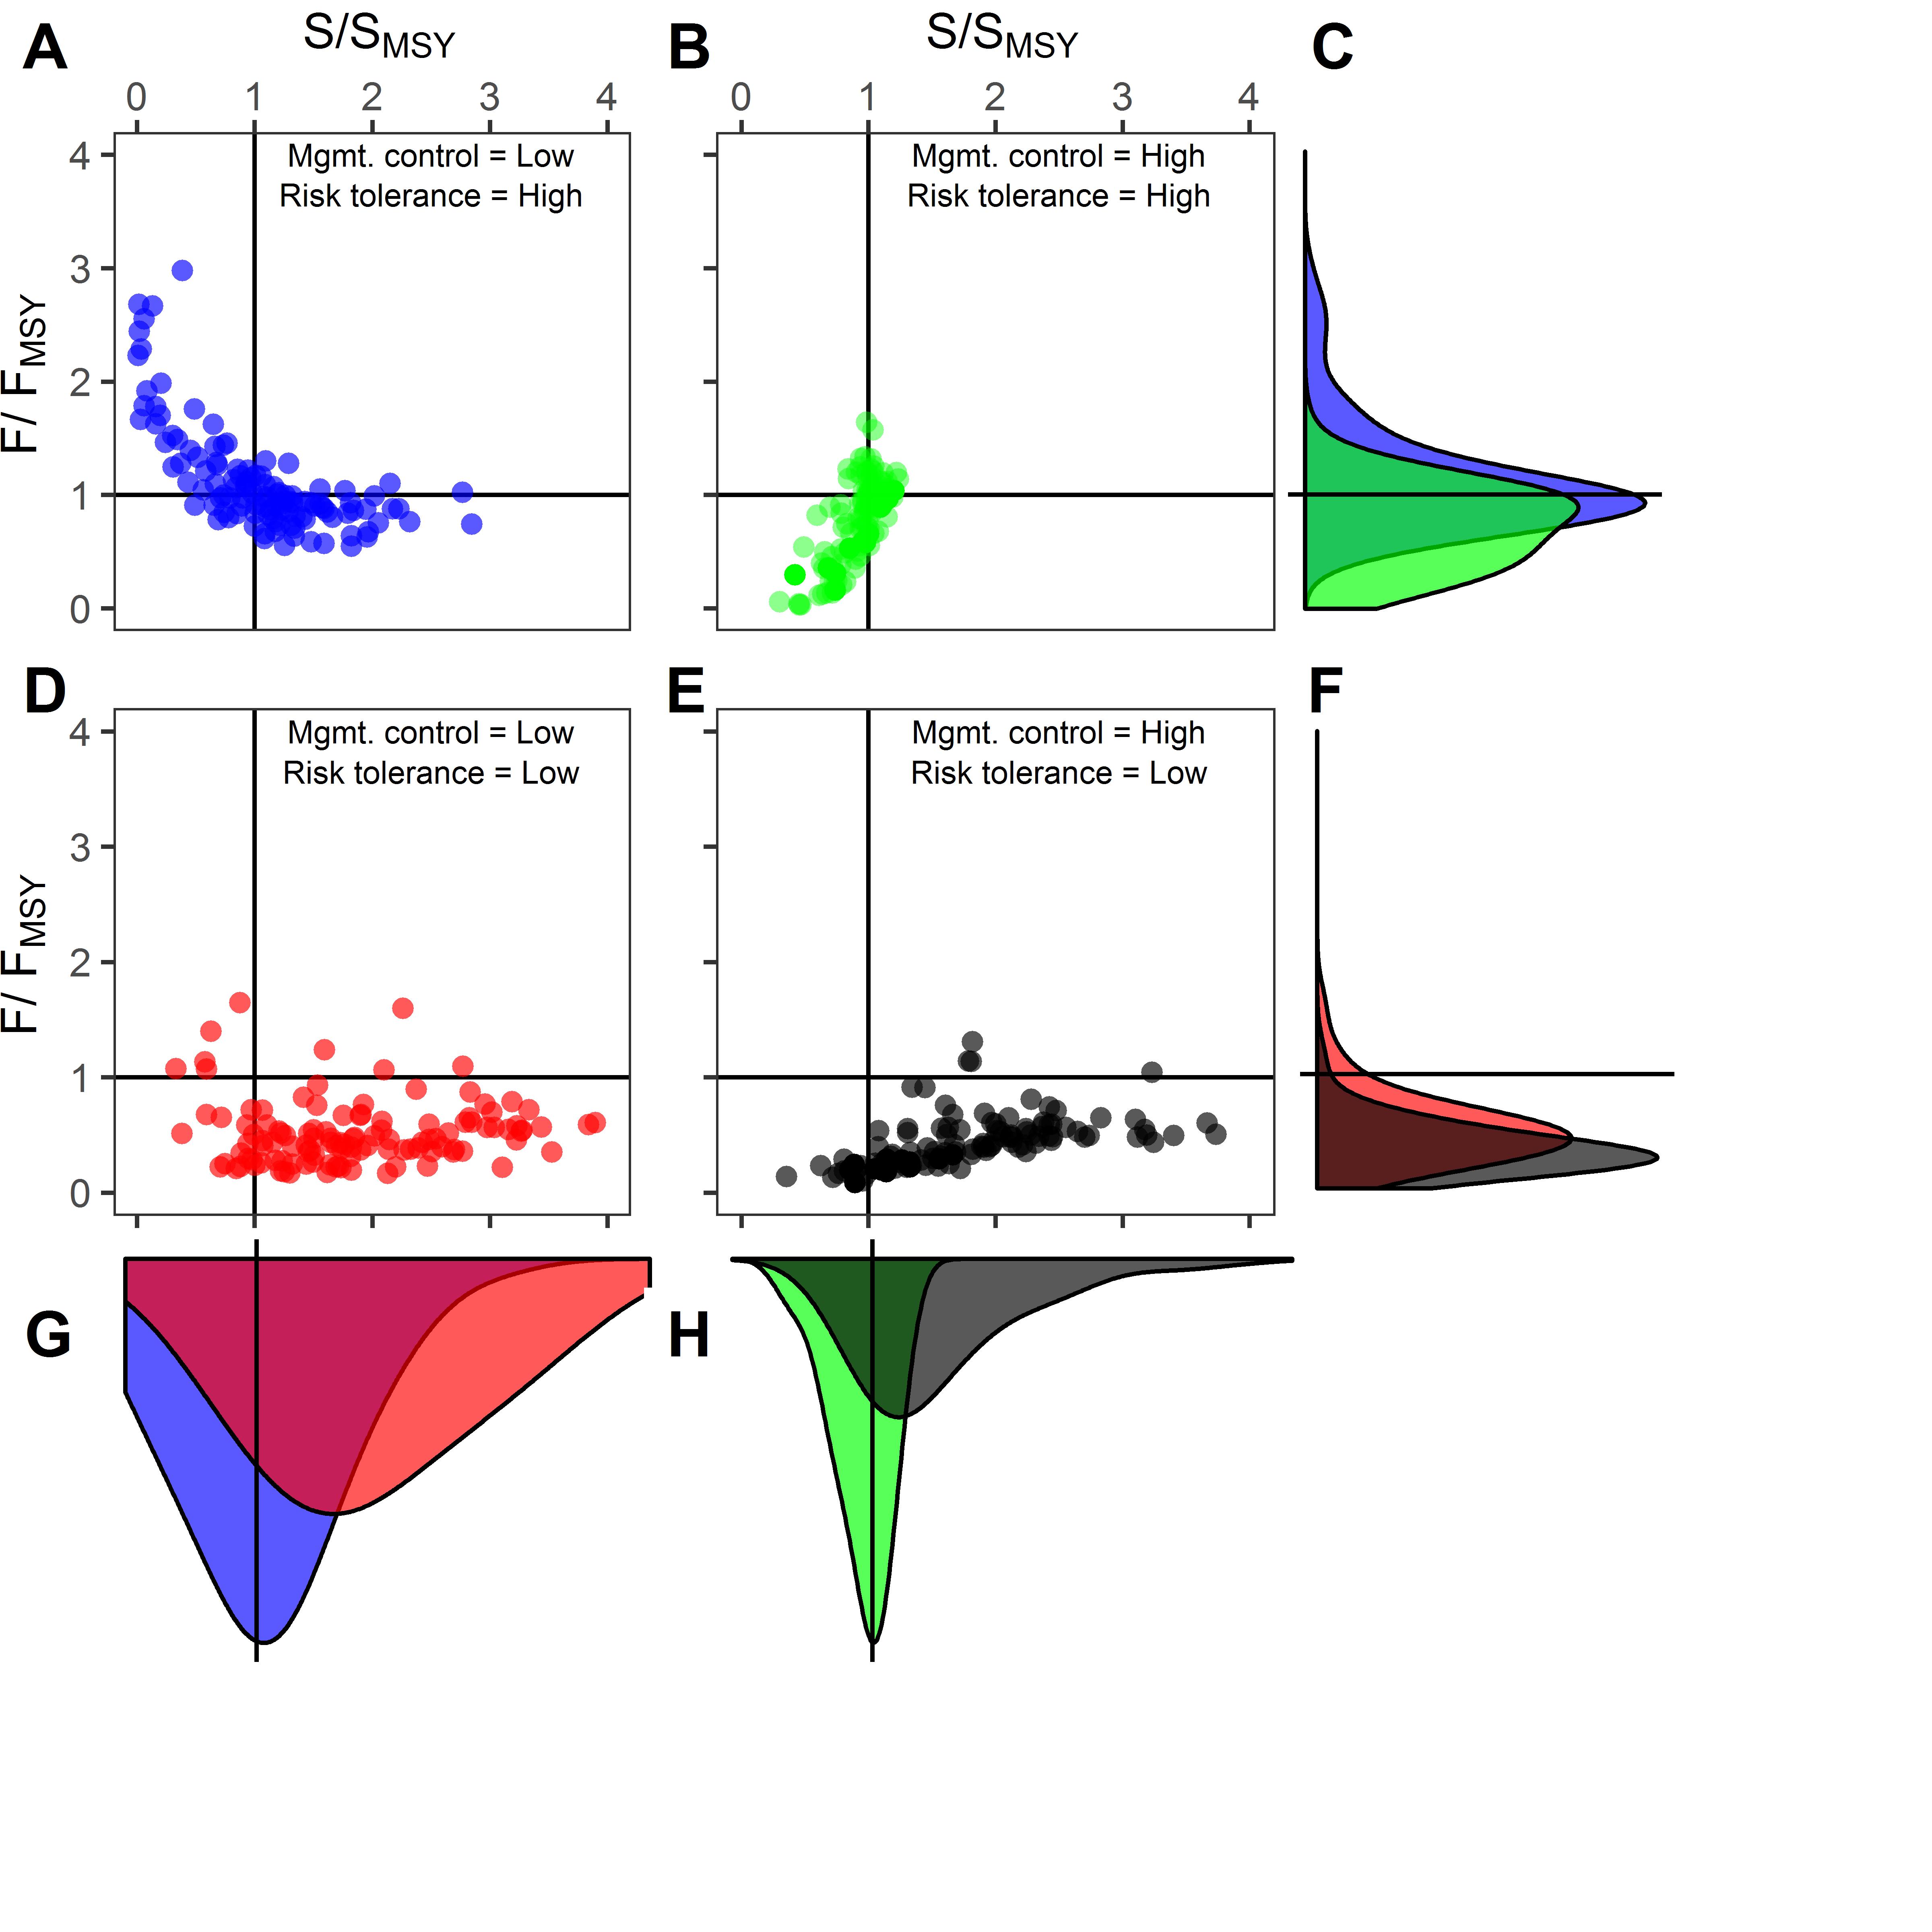 A S/SMSY B S/SMSY C
0 1 2 3 4 0 1 2 3 4
Mgmt. control = Low
Risk tolerance = High
Mgmt. control = High
Risk tolerance = High
4
3
2
1
0
F/ FMSY
D E F
Mgmt. control = Low
Risk tolerance = Low
Mgmt. control = High
Risk tolerance = Low
4
3
2
1
0
F/ FMSY
G H